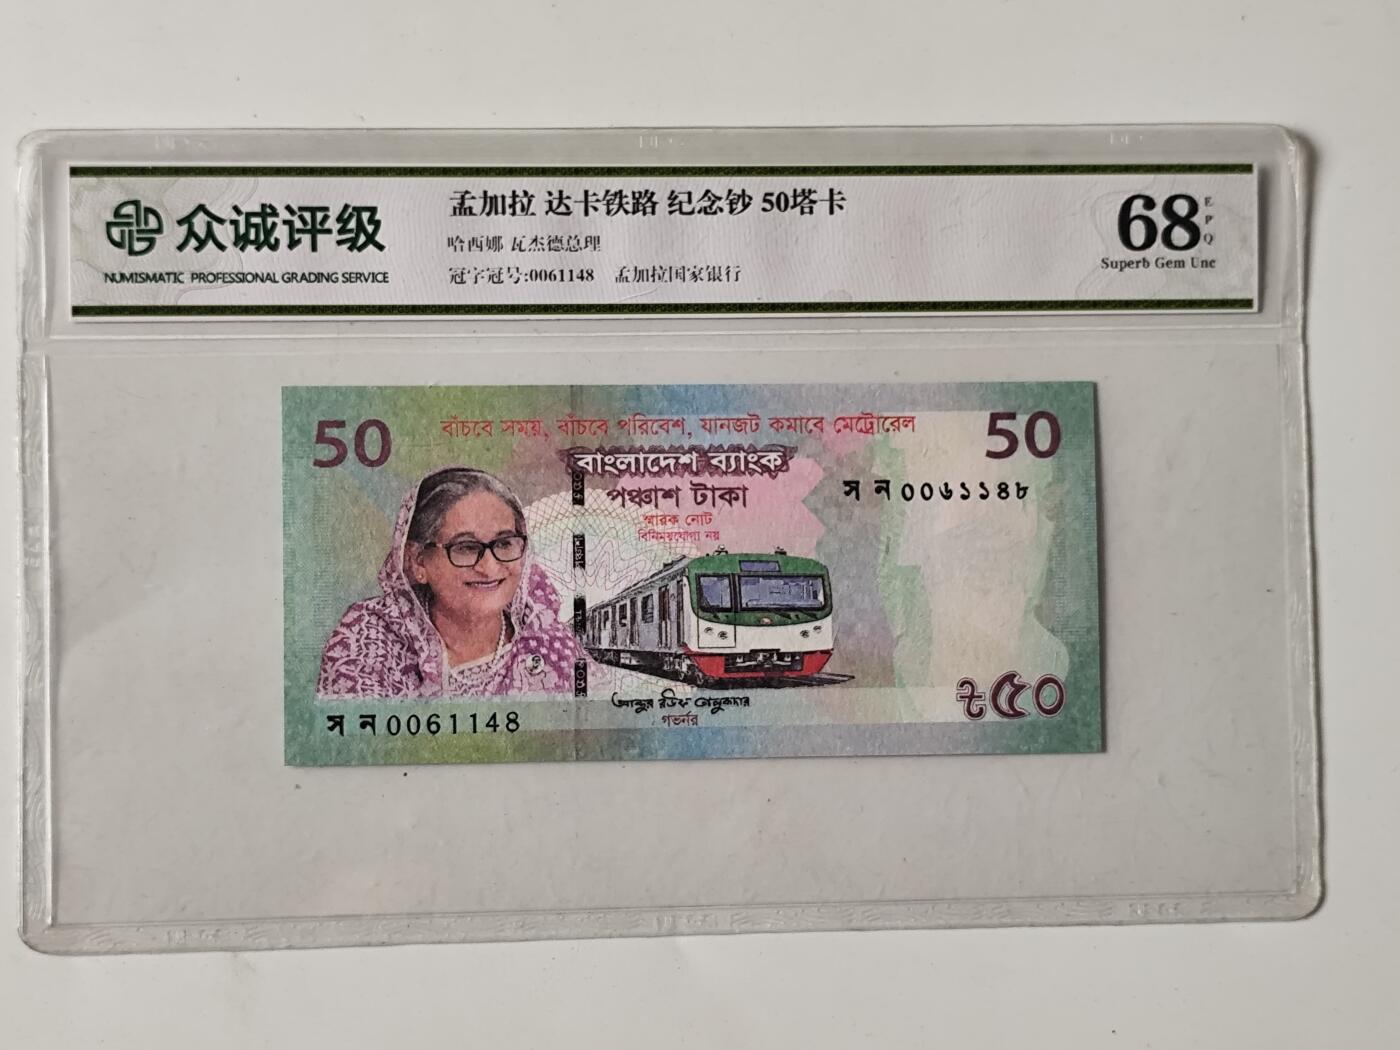 众诚评级
NUMISMATIC PROFESSIONAL GRADING SERVICE
孟加拉 达卡铁路 纪念钞 50塔卡
哈西娜 瓦杰德总理
冠字冠号:0061148 孟加拉国家银行
68 EPQ
Superb Gem Unc
50
বাঁচবে সময়, বাঁচবে পরিবেশ, যানজট কমাবে মেট্রোরেল
50
বাংলাদেশ ব্যাংক
পঞ্চাশ টাকা
স ন ০০৬১১৪৮
স্মারক নোট
বিনিময়যোগ্য নয়
গভর্নর
স ন 0061148
৳৫০